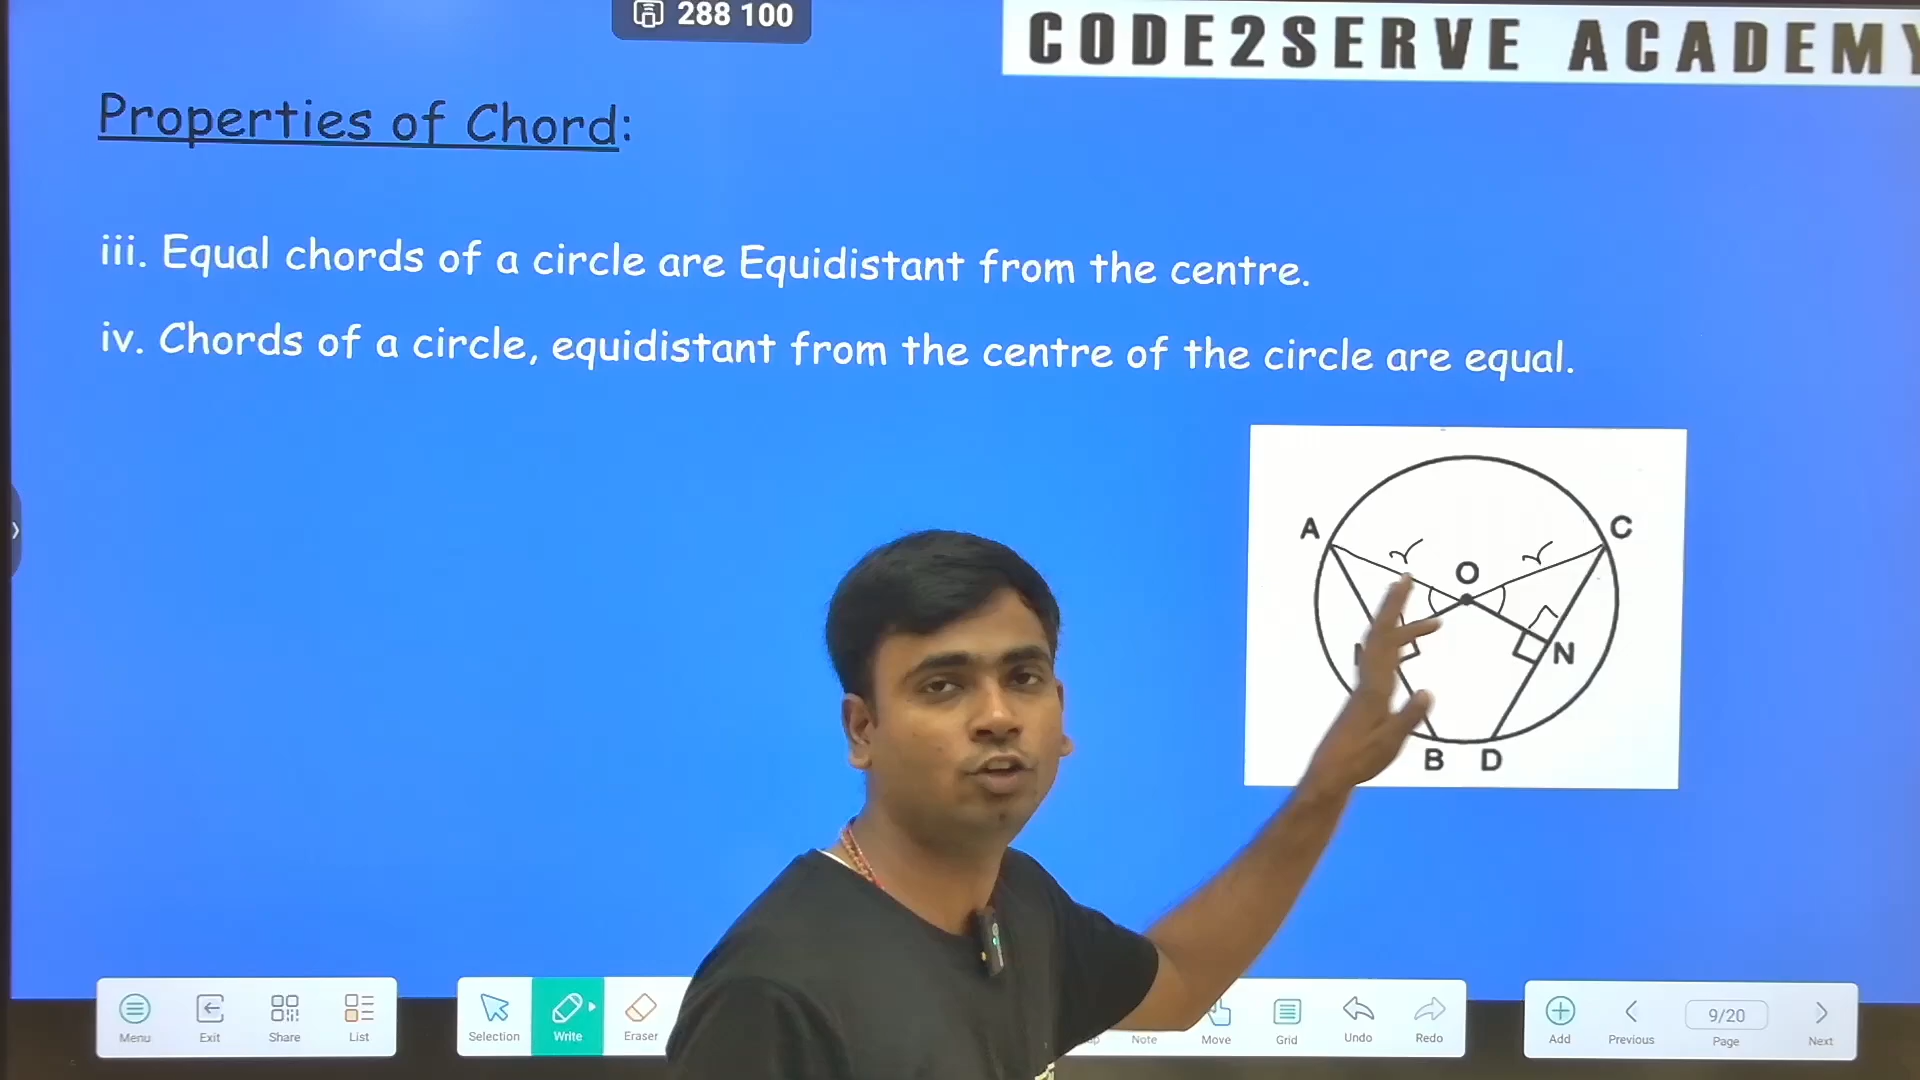 288 100
CODE2SERVE ACADEMY
Properties of Chord:
iii. Equal chords of a circle are Equidistant from the centre.
iv. Chords of a circle, equidistant from the centre of the circle are equal.
A
C
r
r
O
N
B D
Menu Exit Share List
Selection Write Eraser
Note Move Grid Undo Redo
Add Previous 9/20 Page Next